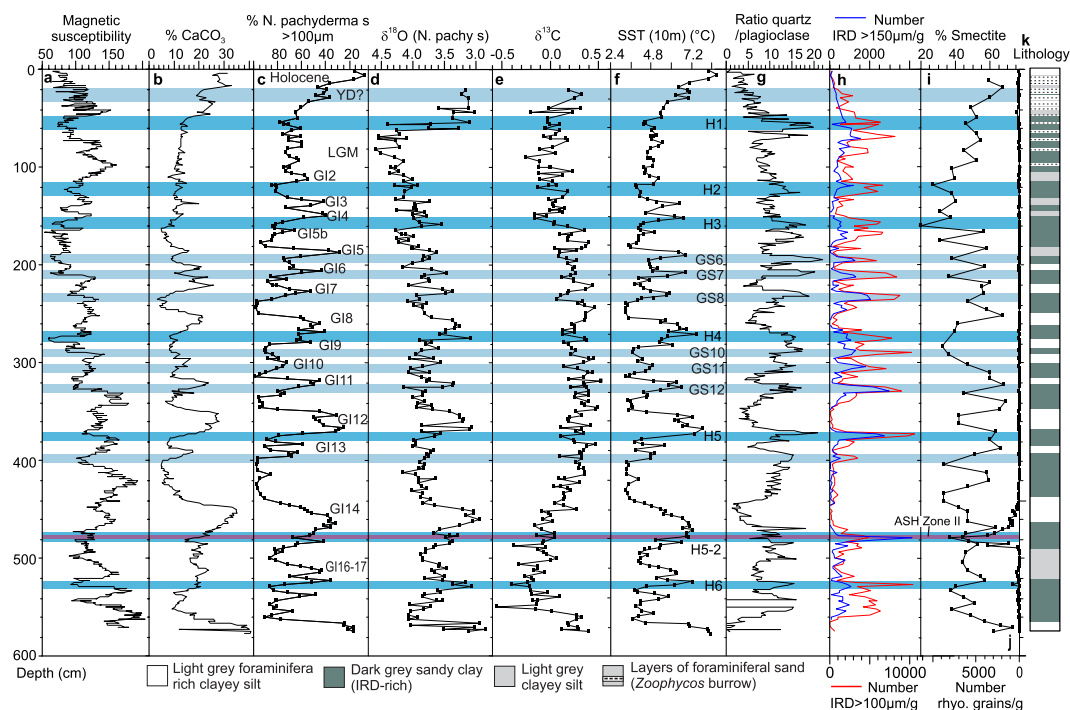 Magnetic
susceptibility
50 100 150 200
% CaCO3
0 10 20 30
% N. pachyderma s
>100µm
80 60 40 20
δ18O (N. pachy s)
4.5 4.0 3.5 3.0
δ13C
-0.5 0.0 0.5
SST (10m) (°C)
2.4 4.8 7.2
Ratio quartz
/plagioclase
0 5 10 15 20
Number
IRD >150µm/g
0 2000
% Smectite
20 40 60
k
Lithology
a b c d e f g h i
0
100
200
300
400
500
600
Depth (cm)
Holocene
YD?
LGM
GI2
GI3
GI4
GI5b
GI5
GI6
GI7
GI8
GI9
GI10
GI11
GI12
GI13
GI14
GI16-17
H1
H2
H3
GS6
GS7
GS8
H4
GS10
GS11
GS12
H5
H5-2
H6
ASH Zone II
j
0 5000 10000
Number
IRD>100µm/g
5000 0
Number
rhyo. grains/g
Light grey foraminifera
rich clayey silt
Dark grey sandy clay
(IRD-rich)
Light grey
clayey silt
Layers of foraminiferal sand
(Zoophycos burrow)